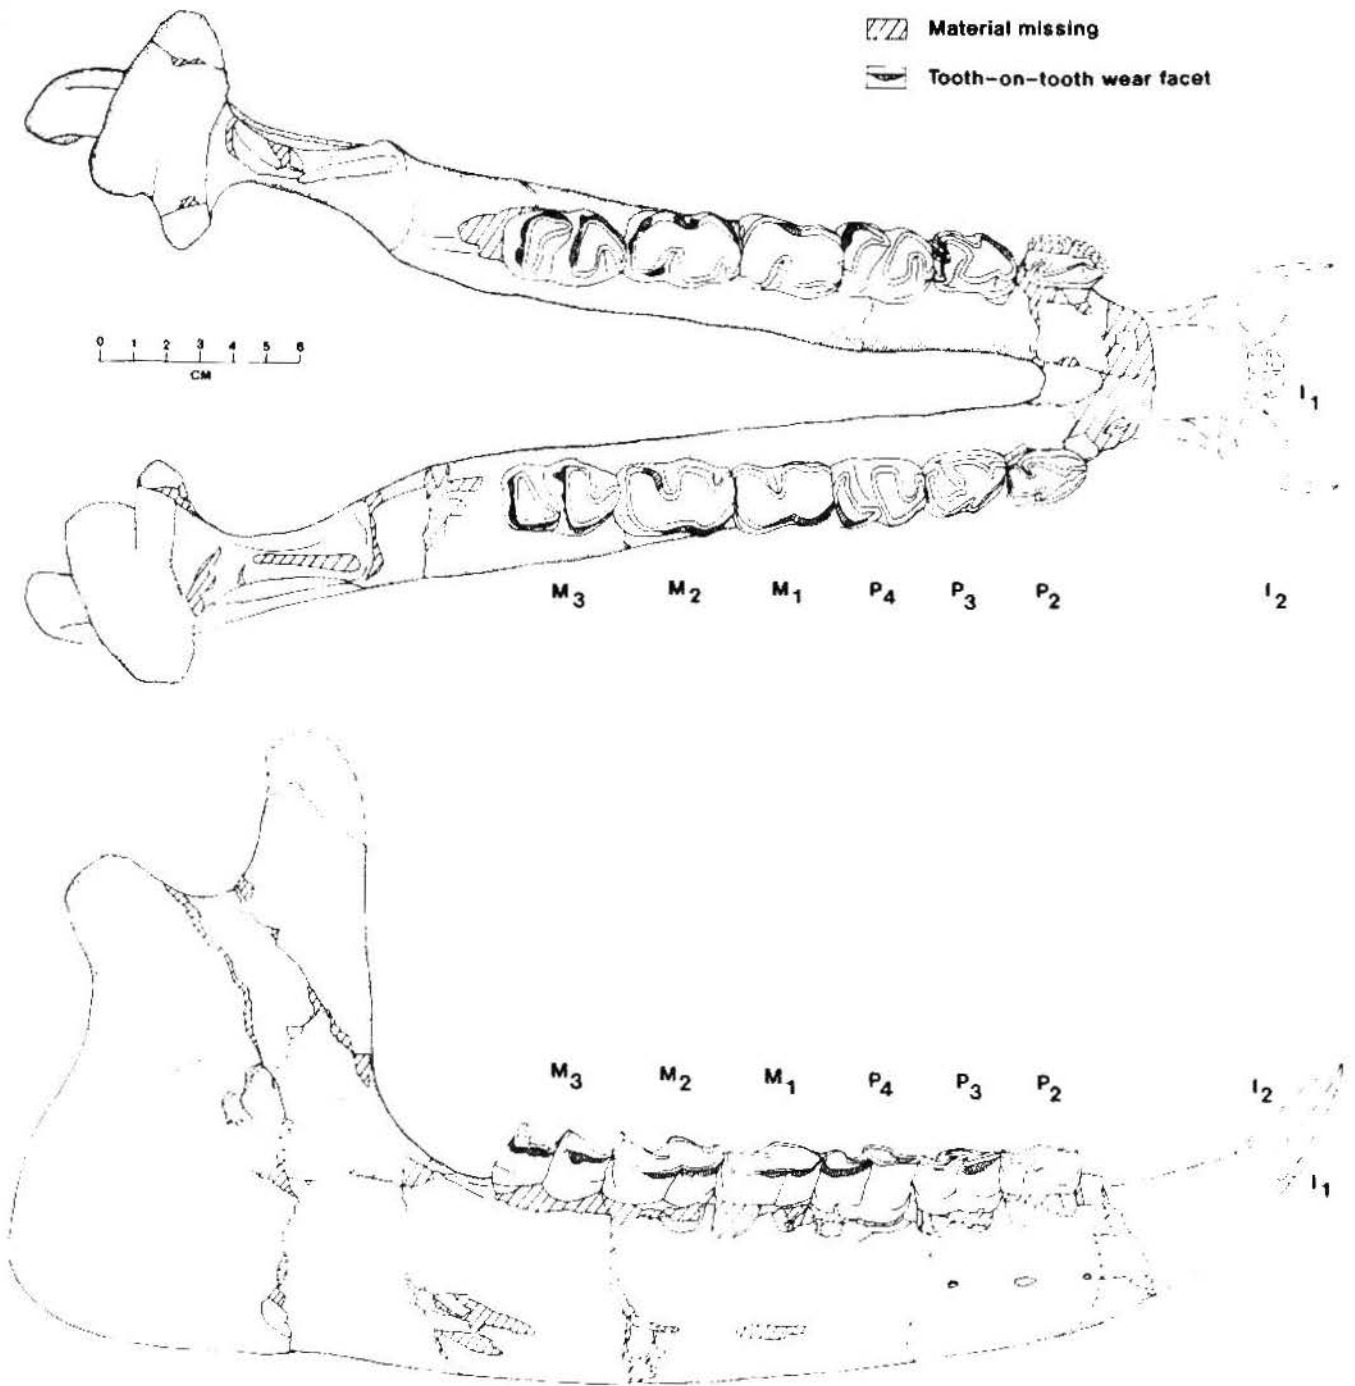 Material missing
Tooth-on-tooth wear facet
0 1 2 3 4 5 6
CM
I₁
M₃ M₂ M₁ P₄ P₃ P₂ I₂
M₃ M₂ M₁ P₄ P₃ P₂ I₂
I₁